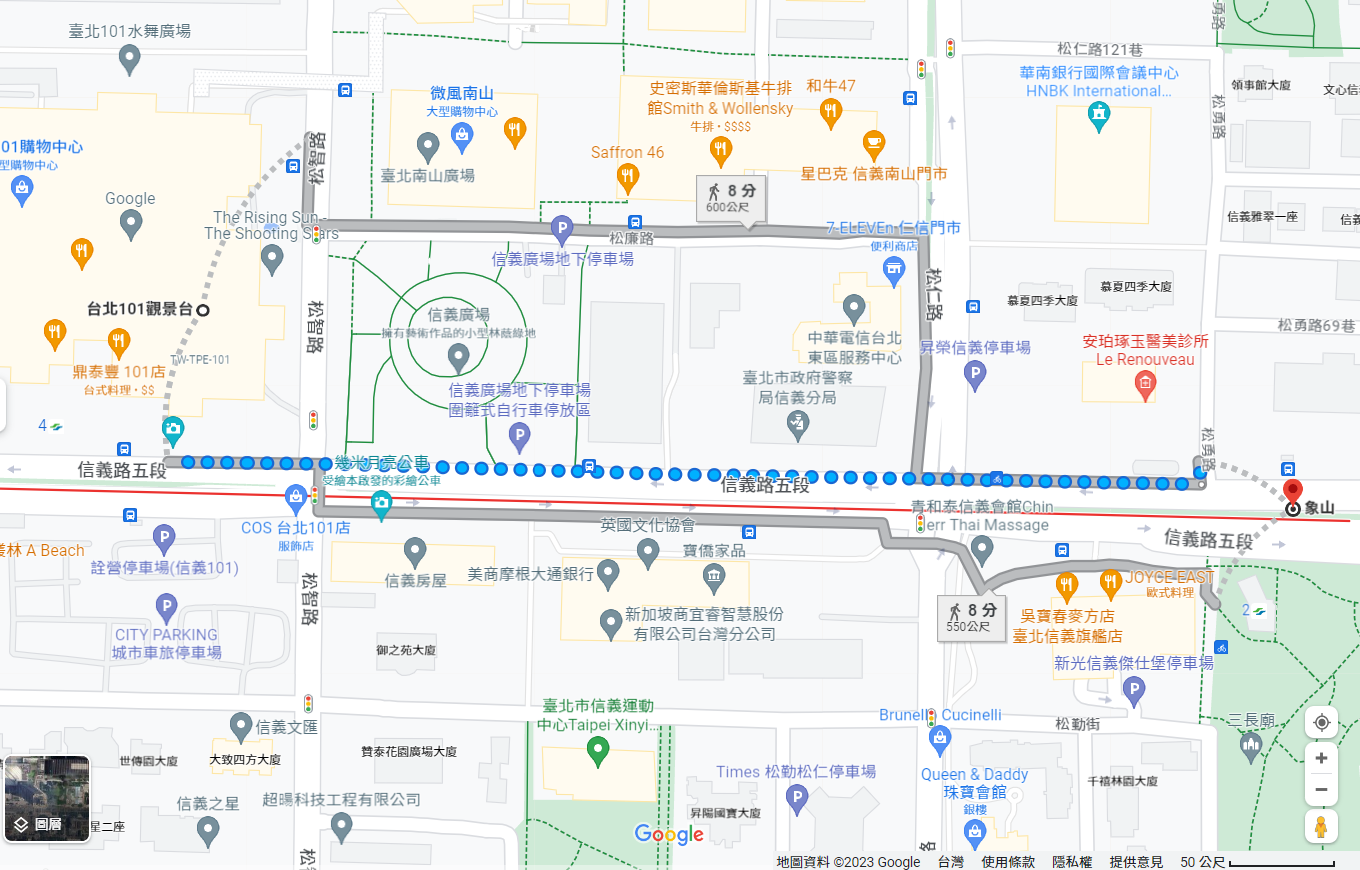 臺北101水舞廣場
松勇路
松仁路121巷
華南銀行國際會議中心
HNBK International...
領事館大廈
文心信
微風南山
大型購物中心
史密斯華倫斯基牛排
館Smith & Wollensky
牛排・$$$$
和牛47
松勇路
01購物中心
型購物中心
松智路
臺北南山廣場
Saffron 46
星巴克 信義南山門市
8 分
600公尺
Google
The Rising Sun -
The Shooting Stars
信義雅翠一座
信義
松廉路
7-ELEVEn 仁信門市
便利商店
信義廣場地下停車場
台北101觀景台
松智路
信義廣場
擁有藝術作品的小型林蔭綠地
松仁路
慕夏四季大廈
慕夏四季大廈
松勇路69巷
中華電信台北
東區服務中心
昇榮信義停車場
安珀琢玉醫美診所
Le Renouveau
TW-TPE-101
鼎泰豐 101店
台式料理・$$
信義廣場地下停車場
圍籬式自行車停放區
臺北市政府警察
局信義分局
4
松勇路
信義路五段
幾米月亮公車
受繪本啟發的彩繪公車
信義路五段
象山
COS 台北101店
服飾店
英國文化協會
青和泰信義會館Chin
Herr Thai Massage
信義路五段
叢林 A Beach
詮營停車場(信義101)
寶僑家品
信義房屋
美商摩根大通銀行
JOYCE EAST
歐式料理
松智路
CITY PARKING
城市車旅停車場
新加坡商宜睿智慧股份
有限公司台灣分公司
8 分
550公尺
吳寶春麥方店
臺北信義旗艦店
2
御之苑大廈
新光信義傑仕堡停車場
臺北市信義運動
中心Taipei Xinyi...
Brunello Cucinelli
松勤街
三長廟
信義文匯
世傳園大廈
大致四方大廈
贊泰花園廣場大廈
Times 松勤松仁停車場
Queen & Daddy
珠寶會館
銀樓
千禧林園大廈
信義之星
超暘科技工程有限公司
昇陽國寶大廈
圖層
星二座
松智
Google
地圖資料 ©2023 Google 台灣 使用條款 隱私權 提供意見 50 公尺